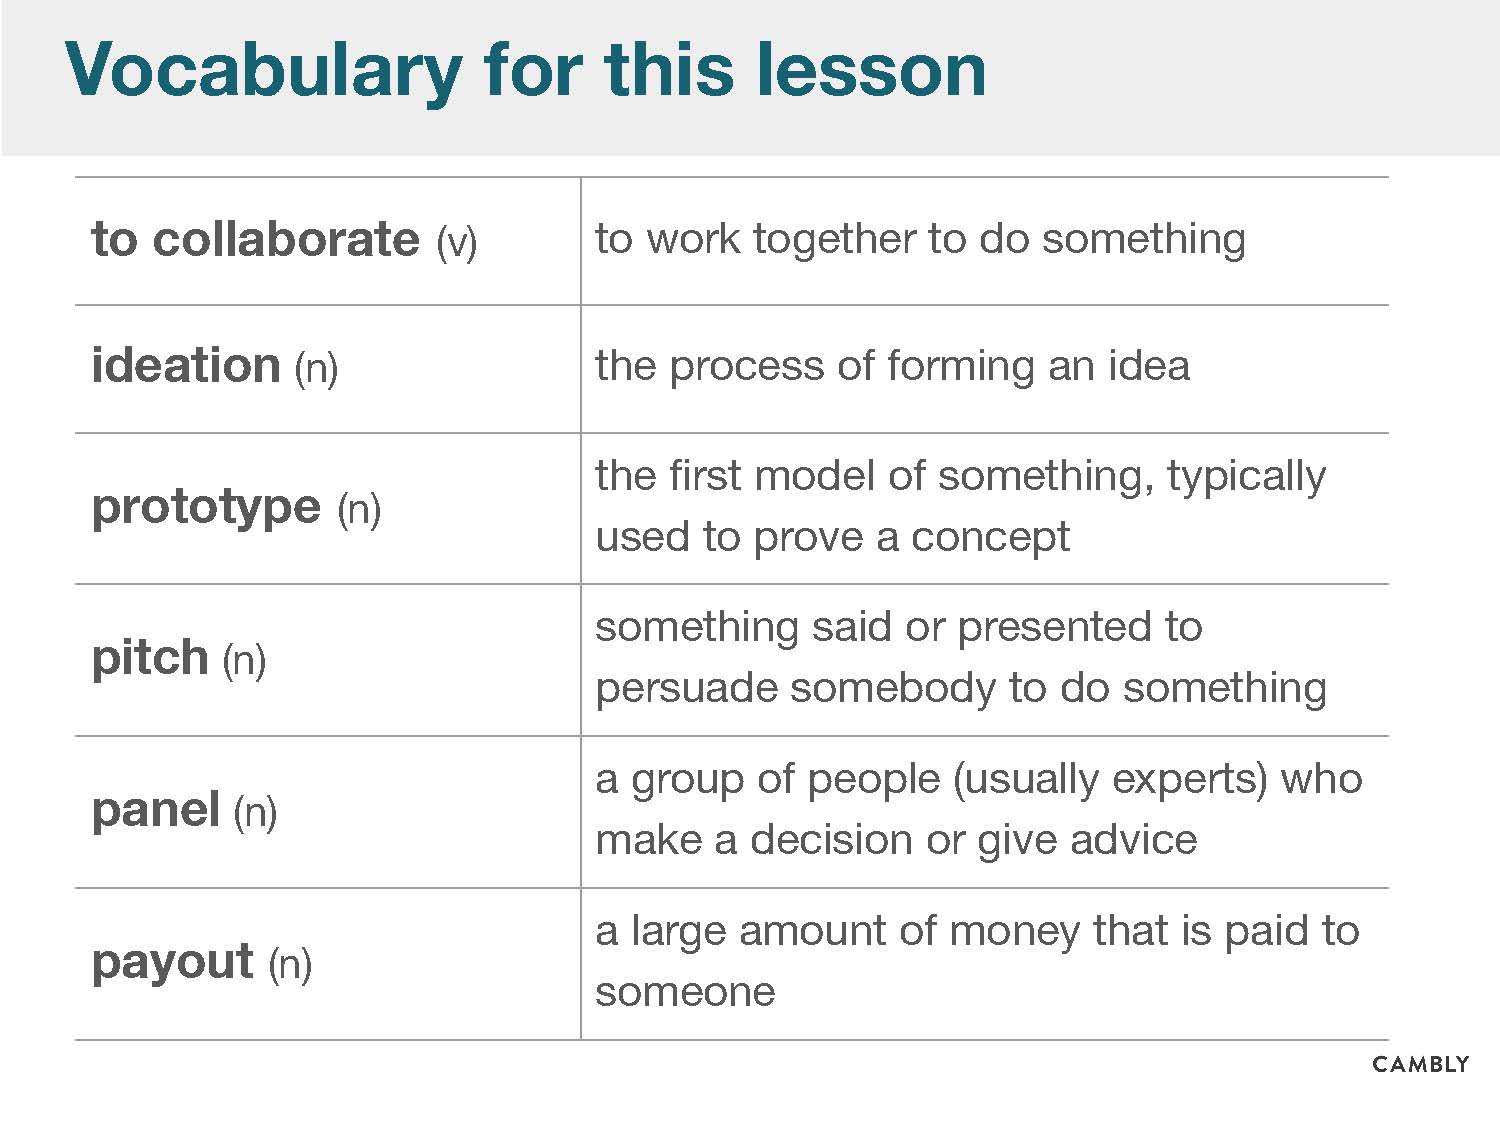 Vocabulary for this lesson
to collaborate (v)
to work together to do something
ideation (n)
the process of forming an idea
prototype (n)
the first model of something, typically
used to prove a concept
pitch (n)
something said or presented to
persuade somebody to do something
panel (n)
a group of people (usually experts) who
make a decision or give advice
payout (n)
a large amount of money that is paid to
someone
CAMBLY